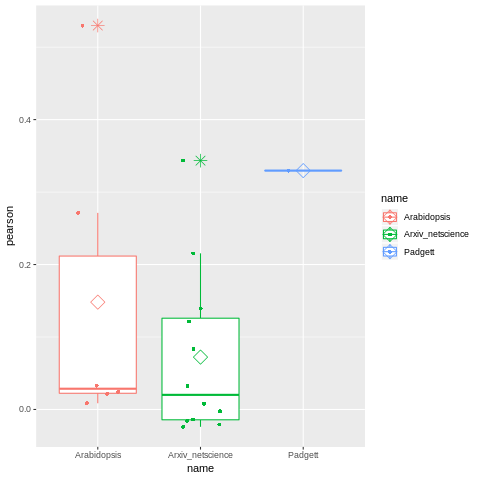 pearson
0.4
0.2
0.0
Arabidopsis
Arxiv_netscience
Padgett
name
name
Arabidopsis
Arxiv_netscience
Padgett